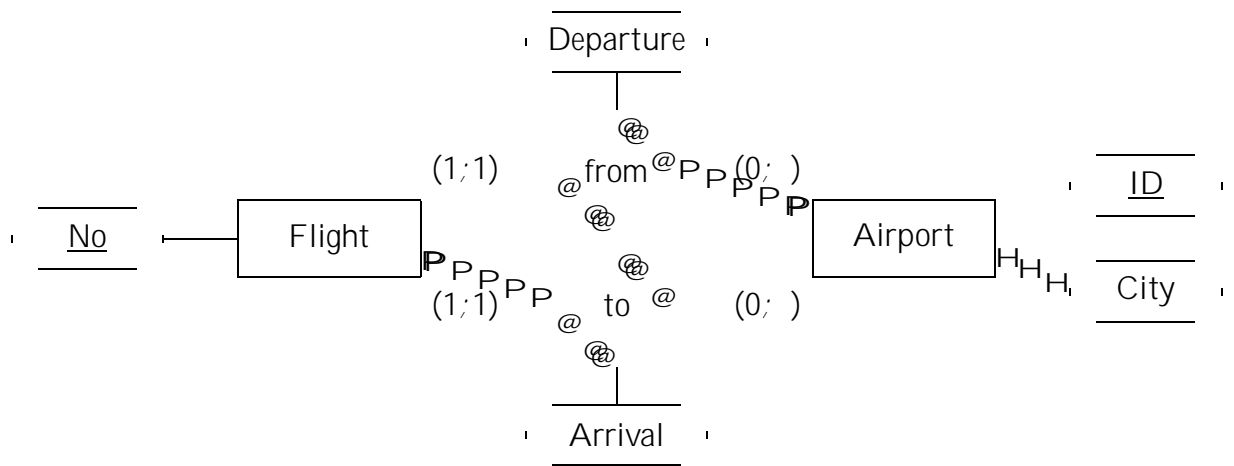 Departure
(1;1) from (0; )
ID
No
Flight
Airport
City
(1;1) to (0; )
Arrival